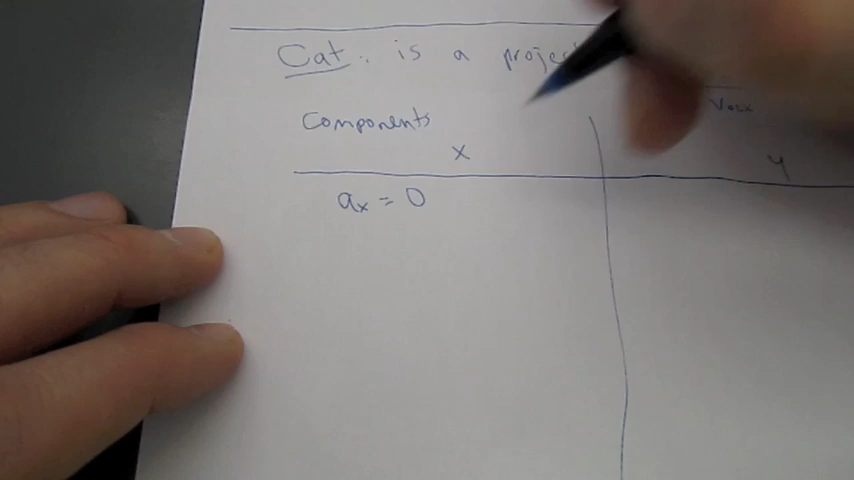 Cat. is a projec
Components
x
y
aₓ = 0